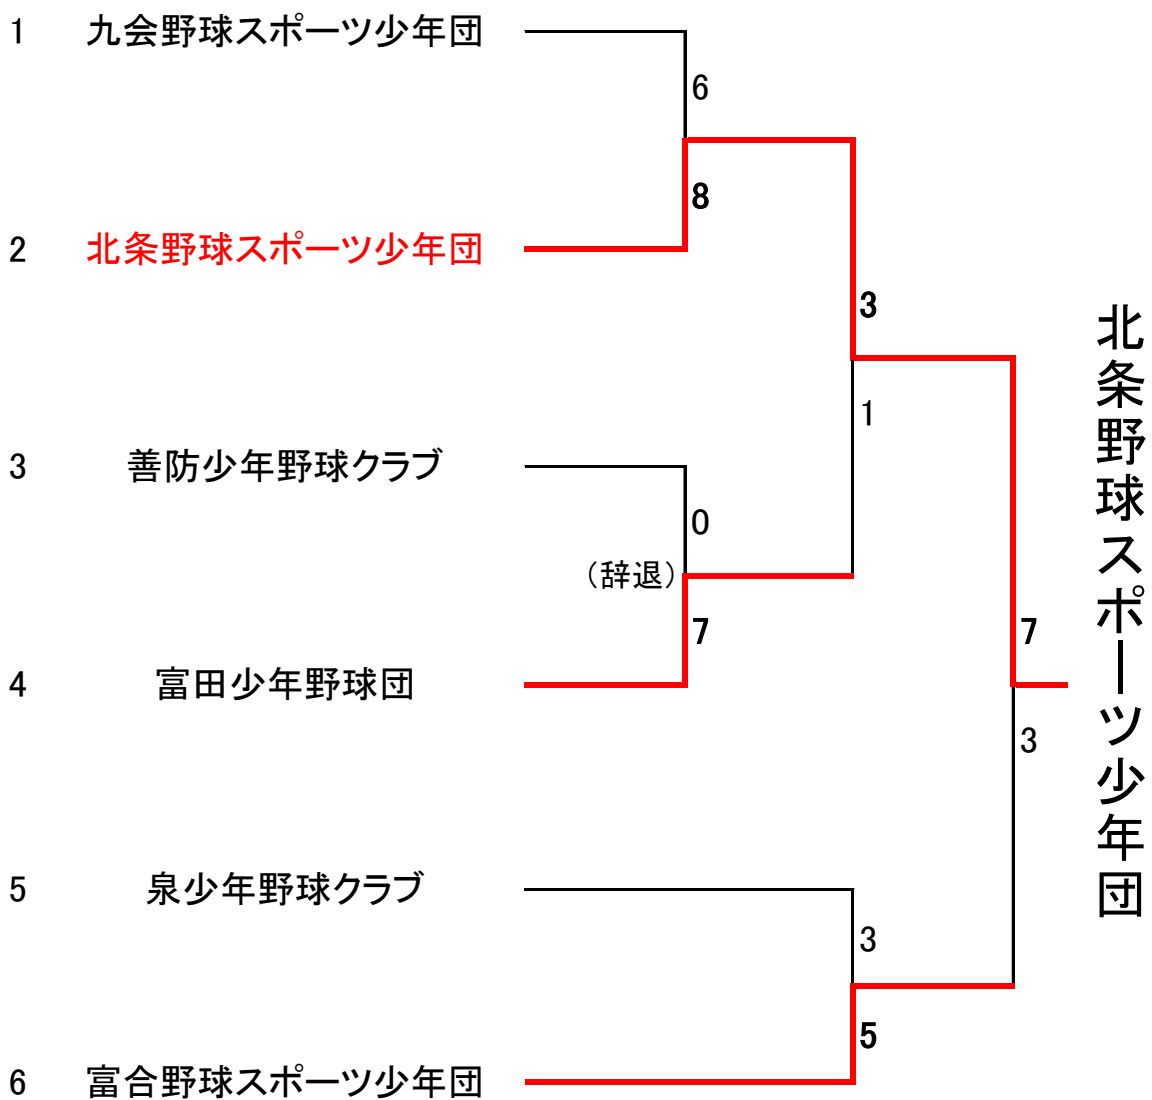 1 九会野球スポーツ少年団
6
8
2 北条野球スポーツ少年団
3
1
3 善防少年野球クラブ
0
(辞退)
7
4 富田少年野球団
7
3
5 泉少年野球クラブ
3
5
6 富合野球スポーツ少年団
北条野球スポーツ少年団